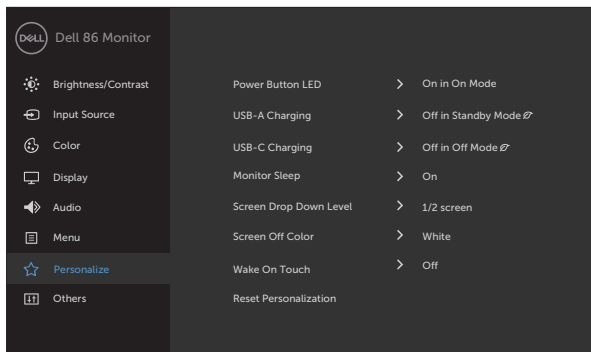 DELL Dell 86 Monitor
Brightness/Contrast
Input Source
Color
Display
Audio
Menu
Personalize
Others
Power Button LED > On in On Mode
USB-A Charging > Off in Standby Mode
USB-C Charging > Off in Off Mode
Monitor Sleep > On
Screen Drop Down Level > 1/2 screen
Screen Off Color > White
Wake On Touch > Off
Reset Personalization